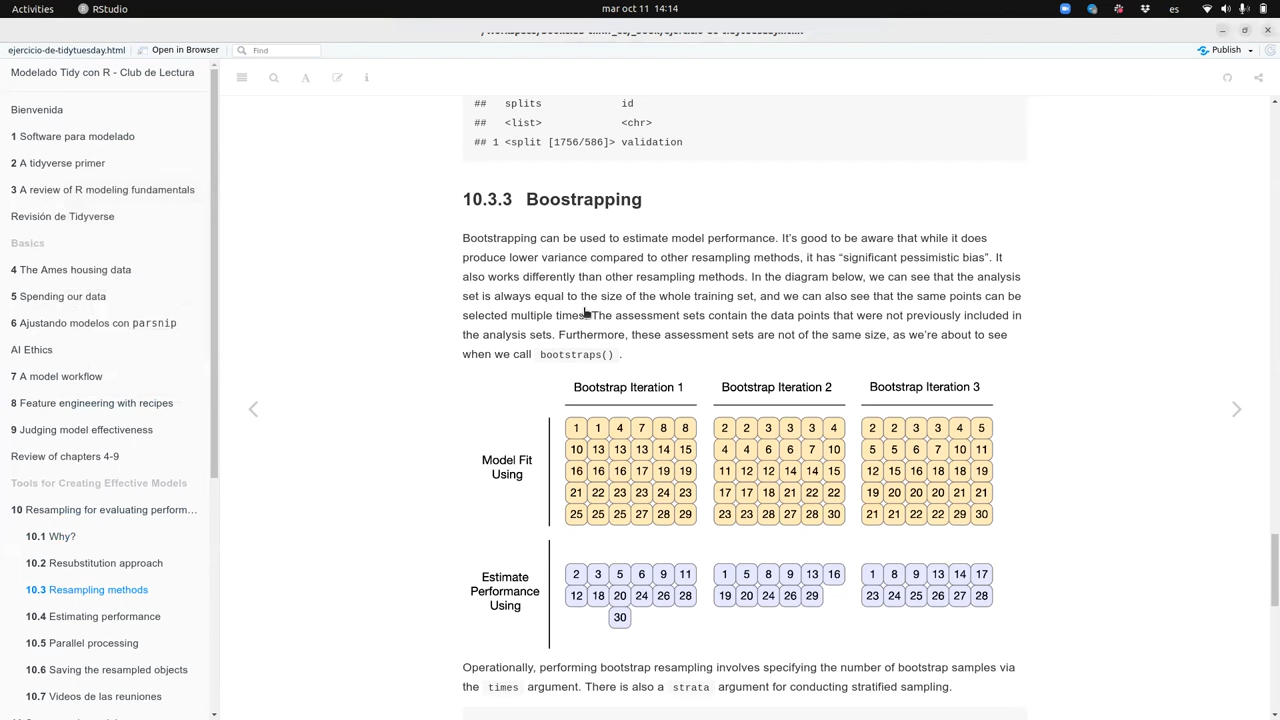 Activities
RStudio
mar oct 11 14:14
es
ejercicio-de-tidytuesday.html
Open in Browser
Find
Publish
Modelado Tidy con R - Club de Lectura
Bienvenida
1 Software para modelado
2 A tidyverse primer
3 A review of R modeling fundamentals
Revisión de Tidyverse
Basics
4 The Ames housing data
5 Spending our data
6 Ajustando modelos con parsnip
AI Ethics
7 A model workflow
8 Feature engineering with recipes
9 Judging model effectiveness
Review of chapters 4-9
Tools for Creating Effective Models
10 Resampling for evaluating perform...
10.1 Why?
10.2 Resubstitution approach
10.3 Resampling methods
10.4 Estimating performance
10.5 Parallel processing
10.6 Saving the resampled objects
10.7 Videos de las reuniones
## splits id
## <list> <chr>
## 1 <split [1756/586]> validation
10.3.3 Boostrapping
Bootstrapping can be used to estimate model performance. It’s good to be aware that while it does
produce lower variance compared to other resampling methods, it has “significant pessimistic bias”. It
also works differently than other resampling methods. In the diagram below, we can see that the analysis
set is always equal to the size of the whole training set, and we can also see that the same points can be
selected multiple times. The assessment sets contain the data points that were not previously included in
the analysis sets. Furthermore, these assessment sets are not of the same size, as we’re about to see
when we call bootstraps() .
Bootstrap Iteration 1 Bootstrap Iteration 2 Bootstrap Iteration 3
Model Fit
Using
1 1 4 7 8 8 2 2 3 3 3 4 2 2 3 3 4 5
10 13 13 13 14 15 4 4 6 6 7 10 5 5 6 7 10 11
16 16 16 17 19 19 11 12 12 14 14 15 12 15 16 18 18 19
21 22 23 23 24 23 17 17 18 21 22 22 19 20 20 20 21 21
25 25 25 27 28 29 23 23 28 27 28 30 21 21 22 22 29 30
Estimate
Performance
Using
2 3 5 6 9 11 1 5 8 9 13 16 1 8 9 13 14 17
12 18 20 24 26 28 19 20 24 26 29 23 24 25 26 27 28
30
Operationally, performing bootstrap resampling involves specifying the number of bootstrap samples via
the times argument. There is also a strata argument for conducting stratified sampling.